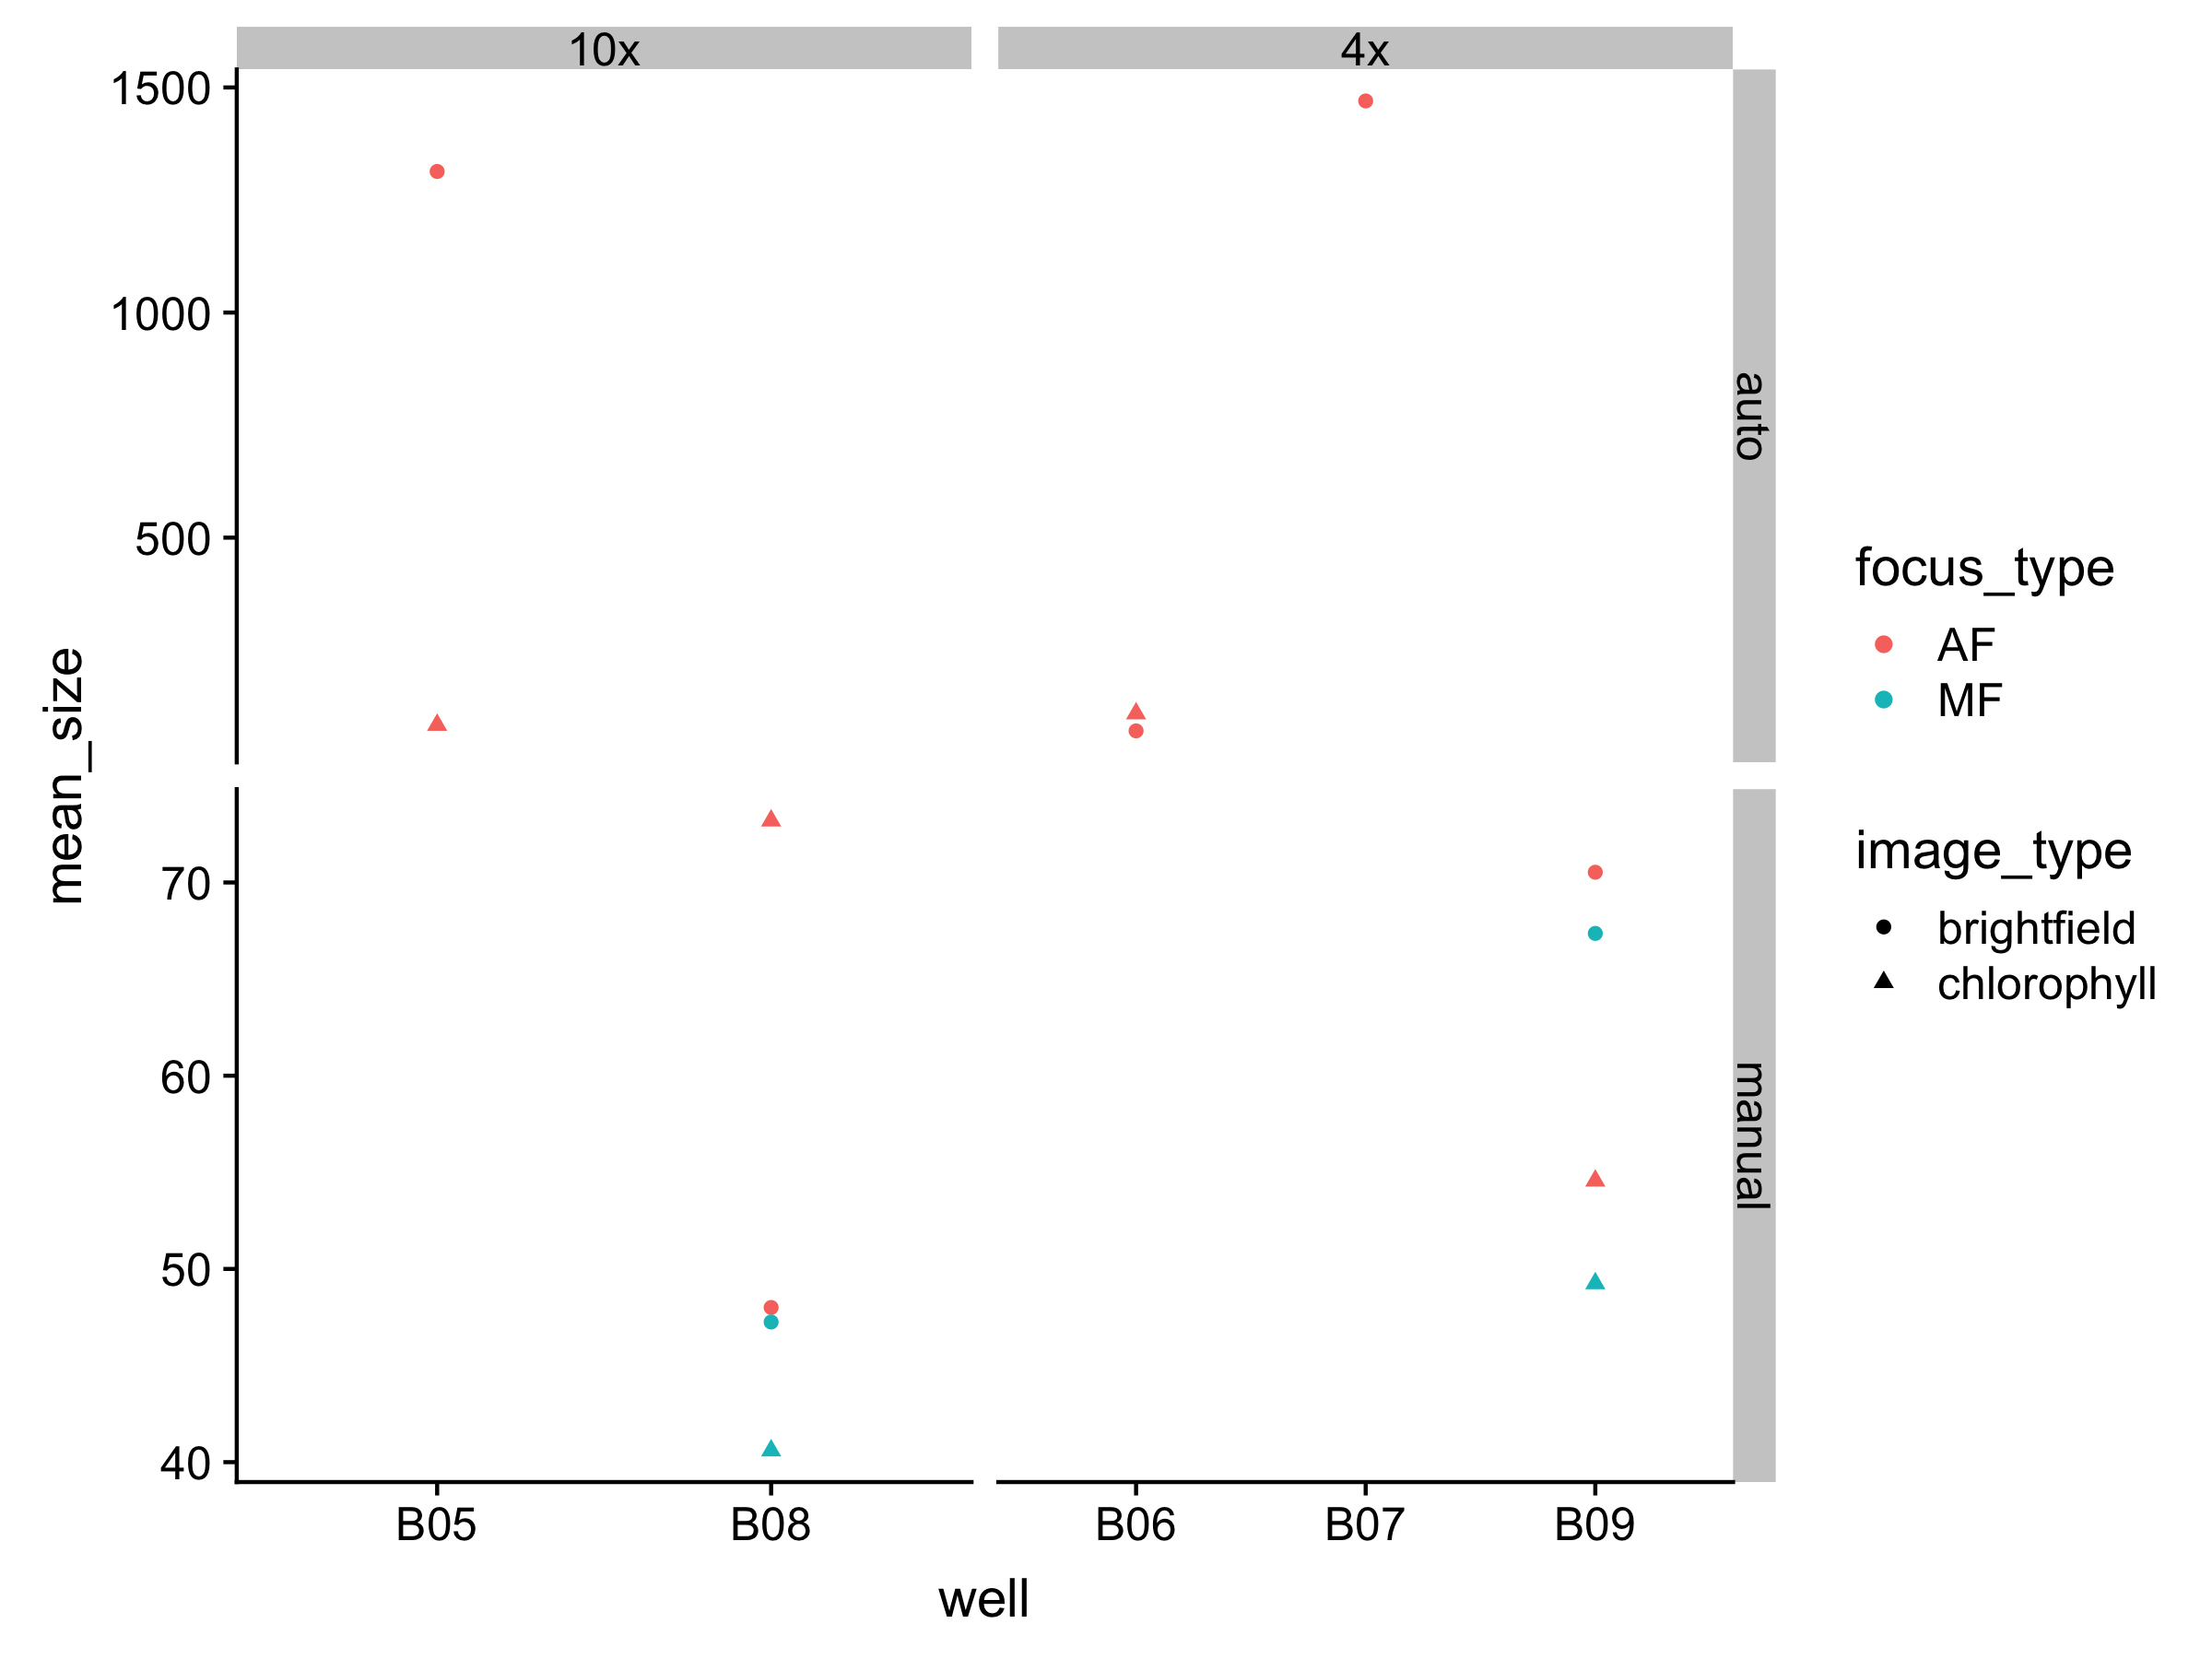 10x
4x
1500
1000
500
auto
mean_size
70
60
50
40
manual
B05
B08
B06
B07
B09
well
focus_type
AF
MF
image_type
brightfield
chlorophyll